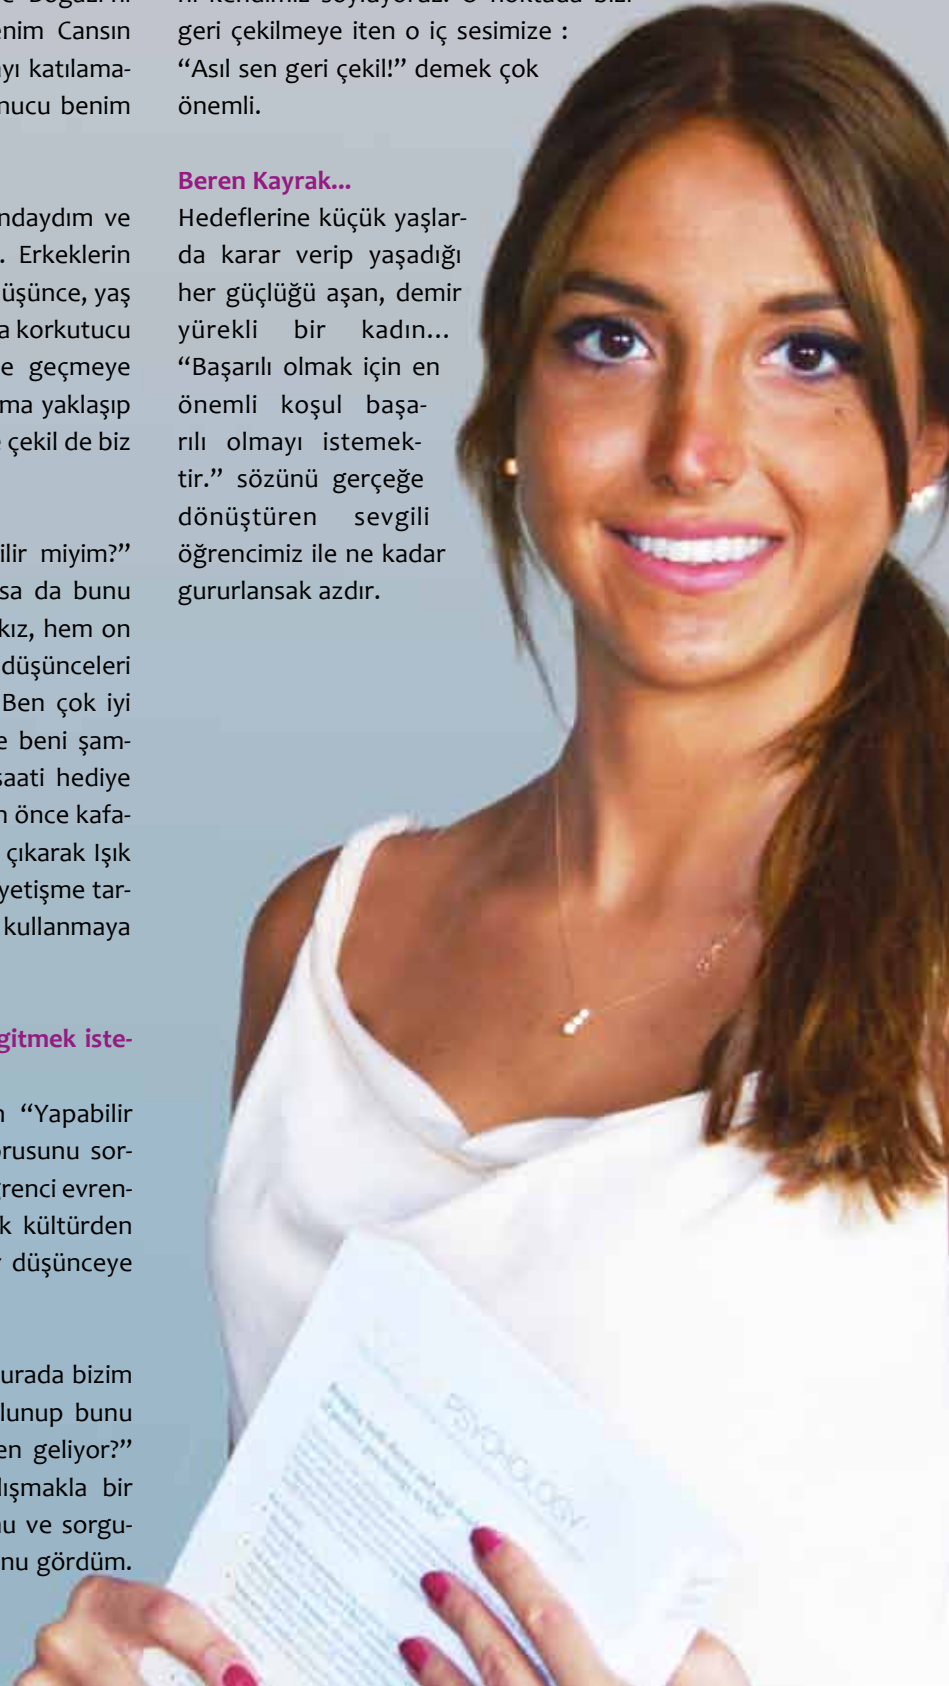 enim Cansın
yı katılama-
nucu benim
ndaydım ve
. Erkeklerin
üşünce, yaş
a korkutucu
e geçmeye
ma yaklaşıp
çekil de biz
ilir miyim?”
sa da bunu
kız, hem on
düşünceleri
Ben çok iyi
e beni şam-
saati hediye
n önce kafa-
çıkarak Işık
yetişme tar-
kullanmaya
gitmek iste-
n “Yapabilir
orusunu sor-
ğrenci evren-
k kültürden
r düşünceye
urada bizim
lunup bunu
en geliyor?”
lışmakla bir
nu ve sorgu-
nu gördüm.
geri çekilmeye iten o iç sesimize :
“Asıl sen geri çekil!” demek çok
önemli.
Beren Kayrak...
Hedeflerine küçük yaşlar-
da karar verip yaşadığı
her güçlüğü aşan, demir
yürekli bir kadın...
“Başarılı olmak için en
önemli koşul başa-
rılı olmayı istemek-
tir.” sözünü gerçeğe
dönüştüren sevgili
öğrencimiz ile ne kadar
gururlansak azdır.
PSYCHOLOGY